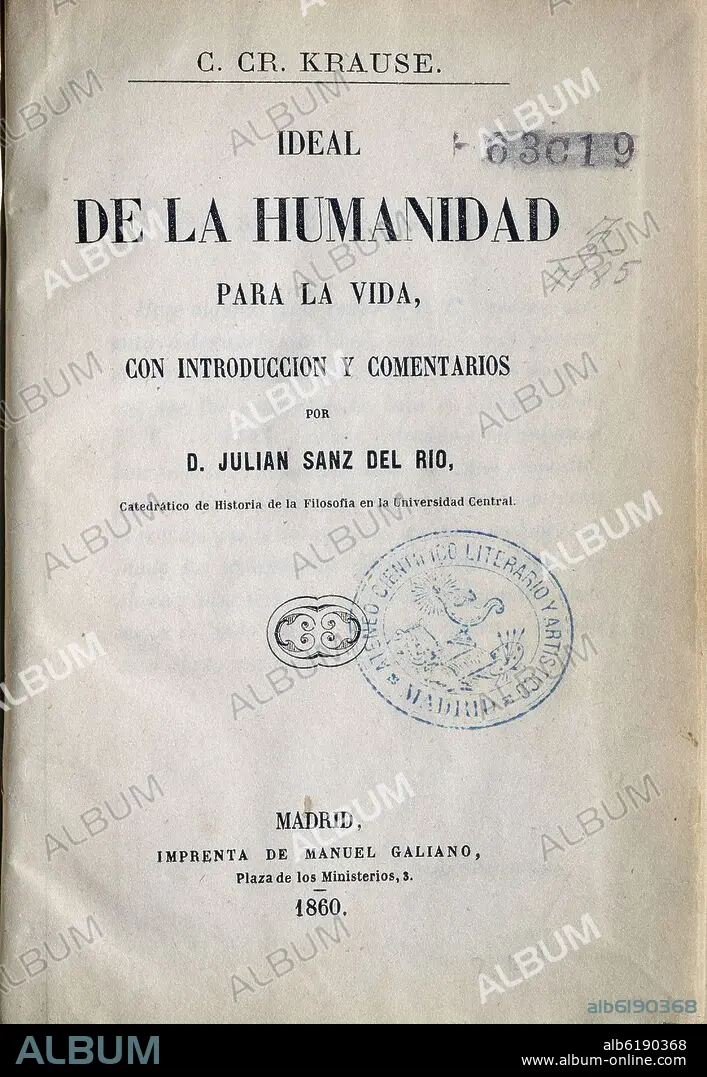 C. CR. KRAUSE.
IDEAL
63C19
DE LA HUMANIDAD
PARA LA VIDA,
CON INTRODUCCION Y COMENTARIOS
POR
D. JULIAN SANZ DEL RIO,
Catedrático de Historia de la Filosofía en la Universidad Central.
ATENEO CIENTIFICO LITERARIO Y ARTISTICO
MADRID
MADRID,
IMPRENTA DE MANUEL GALIANO,
Plaza de los Ministerios, 3.
1860.
alb6190368
ALBUM
alb6190368
www.album-online.com